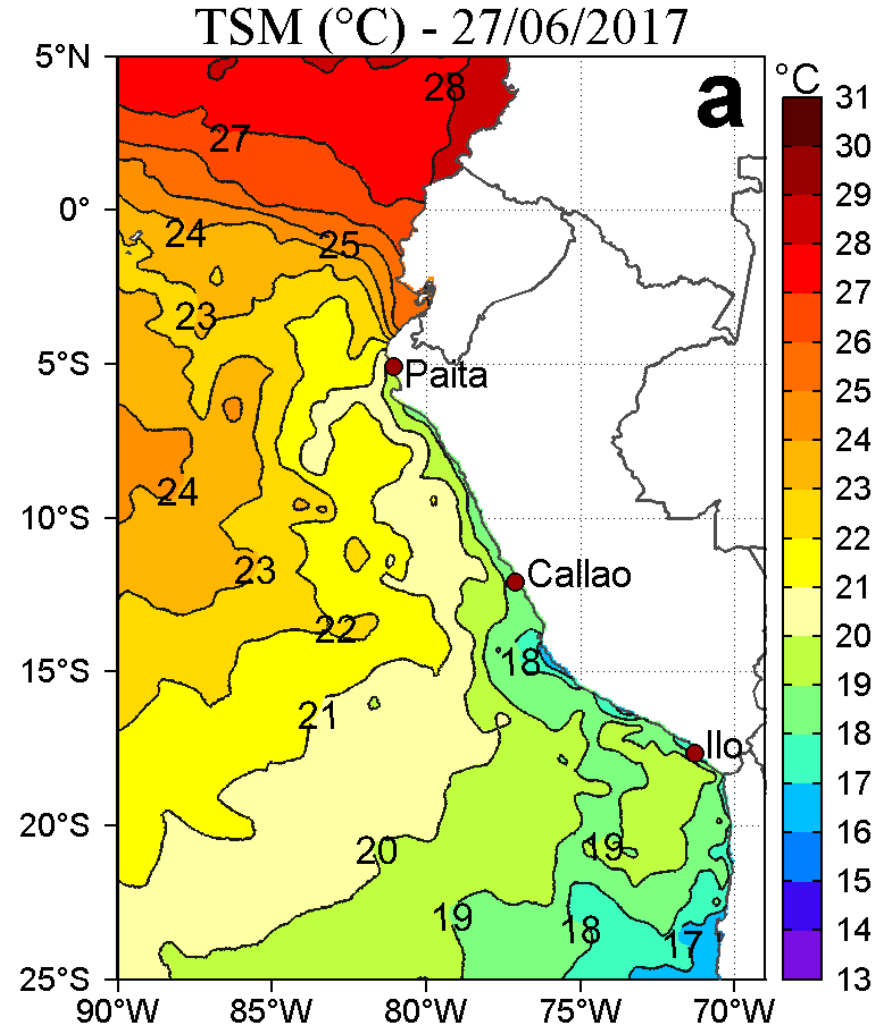 TSM (°C) - 27/06/2017
5°N
0°
5°S
10°S
15°S
20°S
25°S
90°W
85°W
80°W
75°W
70°W
a
°C
31
30
29
28
27
26
25
24
23
22
21
20
19
18
17
16
15
14
13
28
27
24
25
23
Paita
24
23
Callao
22
18
21
Ilo
20
19
19
18
17